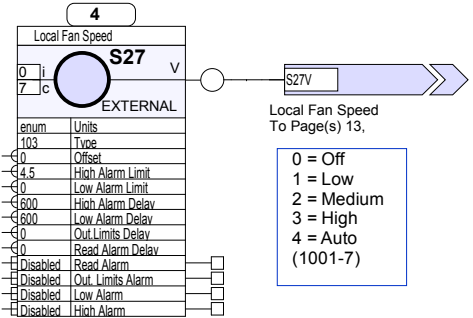 4
Local Fan Speed
S27
V
0 i
7 c
EXTERNAL
S27V
Local Fan Speed
To Page(s) 13,
enum Units
103 Type
0 Offset
4.5 High Alarm Limit
0 Low Alarm Limit
600 High Alarm Delay
600 Low Alarm Delay
0 Out.Limits Delay
0 Read Alarm Delay
Disabled Read Alarm
Disabled Out. Limits Alarm
Disabled Low Alarm
Disabled High Alarm
0 = Off
1 = Low
2 = Medium
3 = High
4 = Auto
(1001-7)